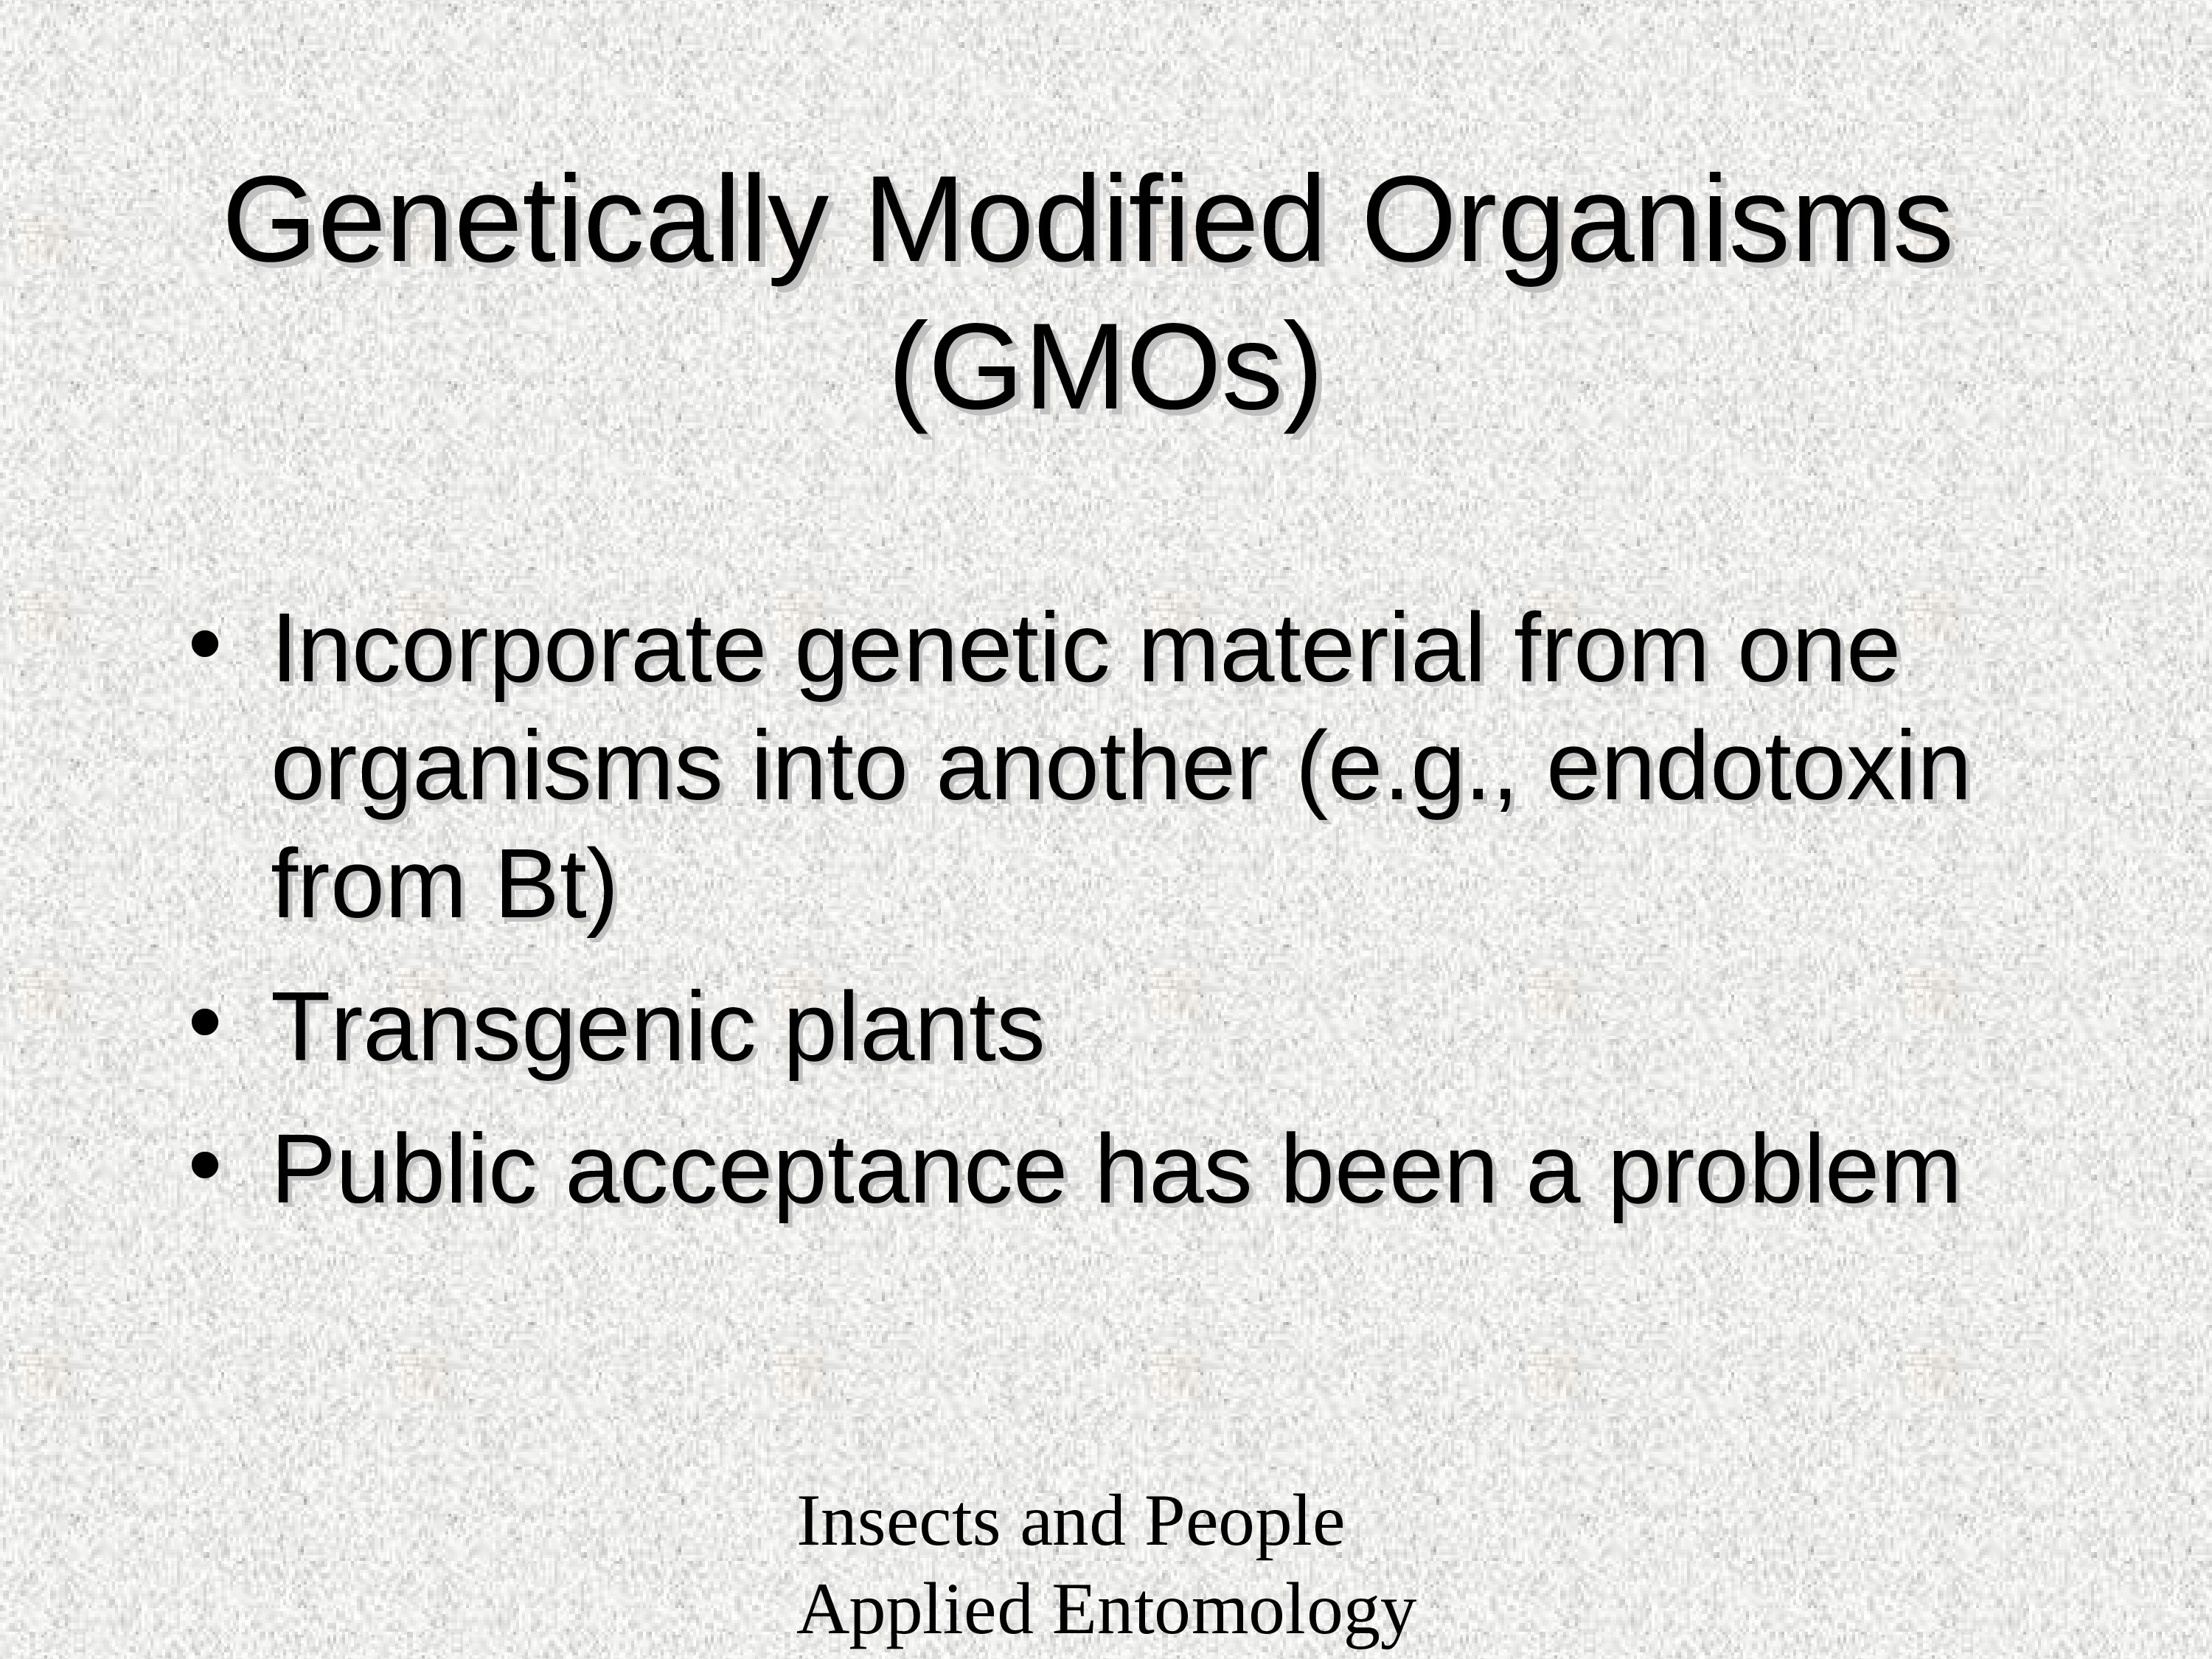 Genetically Modified Organisms
(GMOs)
• Incorporate genetic material from one
organisms into another (e.g., endotoxin
from Bt)
• Transgenic plants
• Public acceptance has been a problem
Insects and People
Applied Entomology